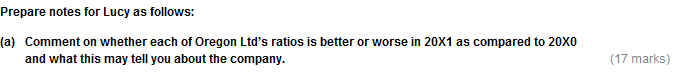 Prepare notes for Lucy as follows:
(a) Comment on whether each of Oregon Ltd's ratios is better or worse in 20X1 as compared to 20X0
and what this may tell you about the company. (17 marks)